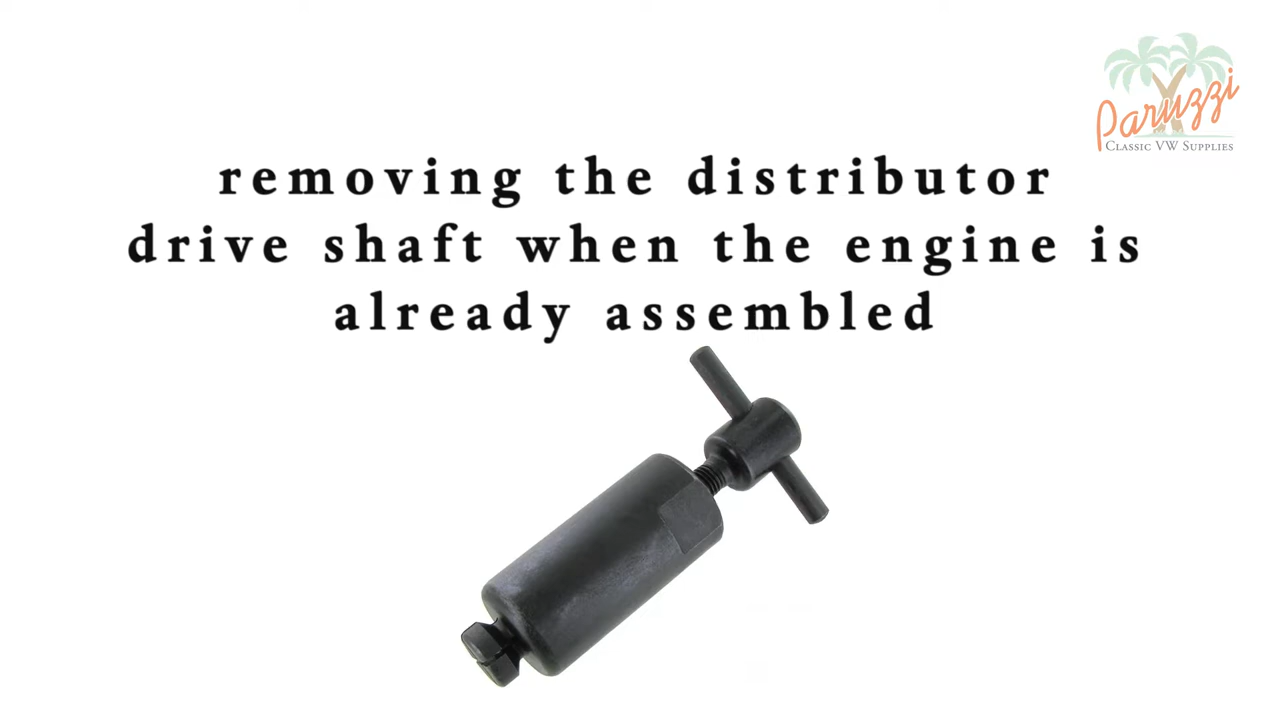 Paruzzi
Classic VW Supplies
removing the distributor
drive shaft when the engine is
already assembled